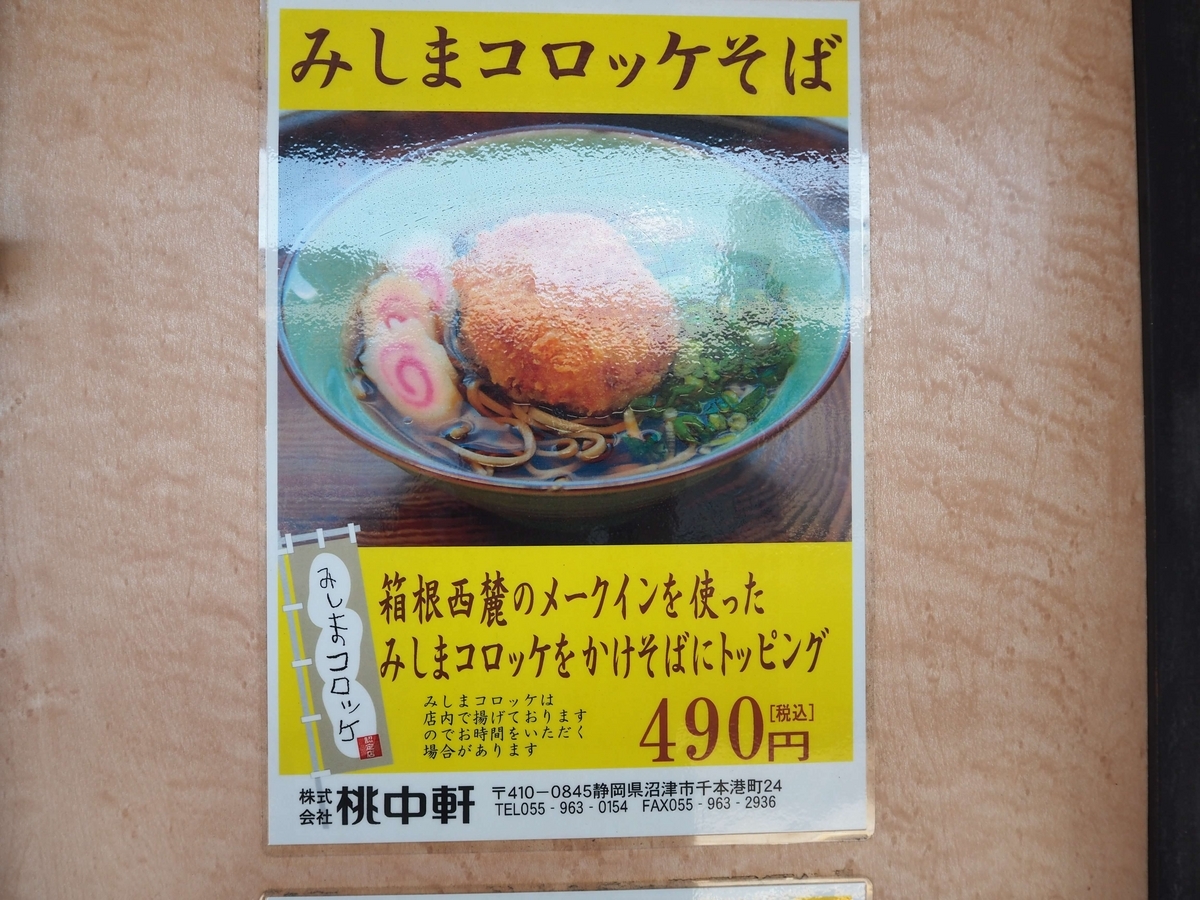 みしまコロッケそば
みしまコロッケ
認定店
箱根西麓のメークインを使った
みしまコロッケをかけそばにトッピング
みしまコロッケは
店内で揚げております
のでお時間をいただく
場合があります
490円[税込]
株式会社 桃中軒
〒410-0845静岡県沼津市千本港町24
TEL055-963-0154 FAX055-963-2936